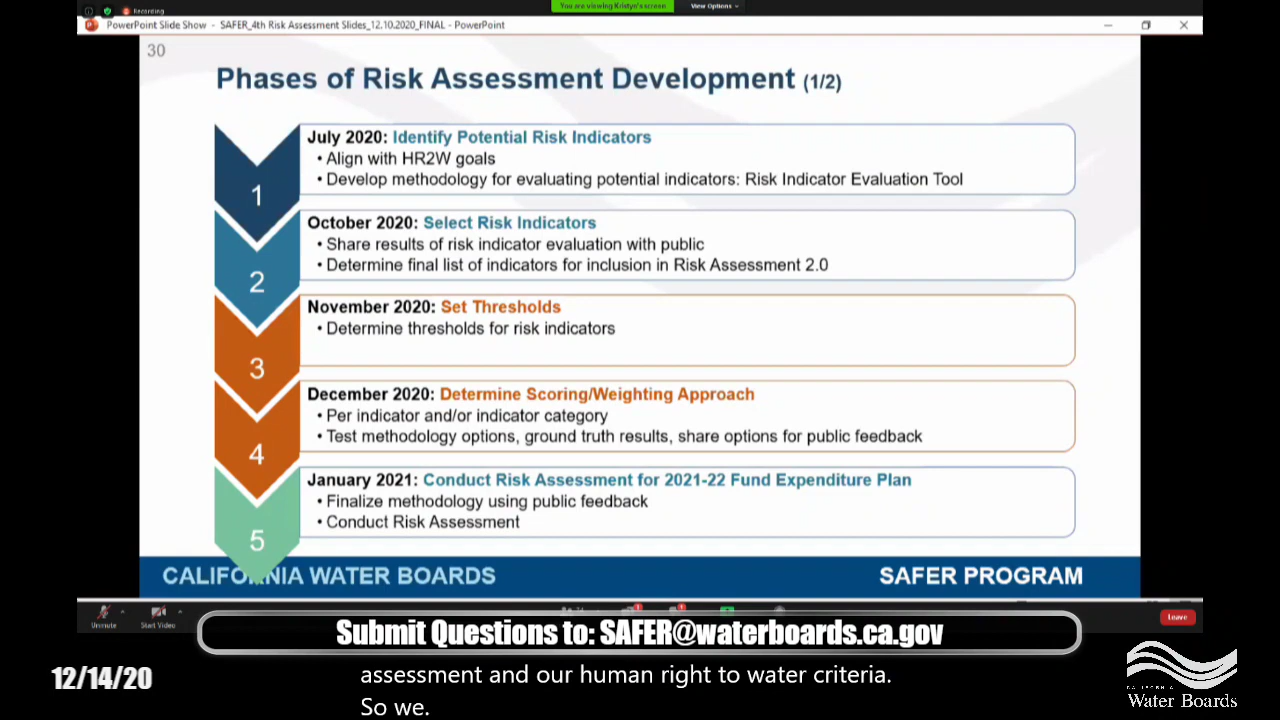 Recording
You are viewing Kristyn's screen
View Options
PowerPoint Slide Show - SAFER_4th Risk Assessment Slides_12.10.2020_FINAL - PowerPoint
30
Phases of Risk Assessment Development (1/2)
1
July 2020: Identify Potential Risk Indicators
• Align with HR2W goals
• Develop methodology for evaluating potential indicators: Risk Indicator Evaluation Tool
2
October 2020: Select Risk Indicators
• Share results of risk indicator evaluation with public
• Determine final list of indicators for inclusion in Risk Assessment 2.0
3
November 2020: Set Thresholds
• Determine thresholds for risk indicators
4
December 2020: Determine Scoring/Weighting Approach
• Per indicator and/or indicator category
• Test methodology options, ground truth results, share options for public feedback
5
January 2021: Conduct Risk Assessment for 2021-22 Fund Expenditure Plan
• Finalize methodology using public feedback
• Conduct Risk Assessment
CALIFORNIA WATER BOARDS
SAFER PROGRAM
Unmute
Start Video
Leave
Submit Questions to: SAFER@waterboards.ca.gov
12/14/20
assessment and our human right to water criteria.
So we.
CALIFORNIA
Water Boards